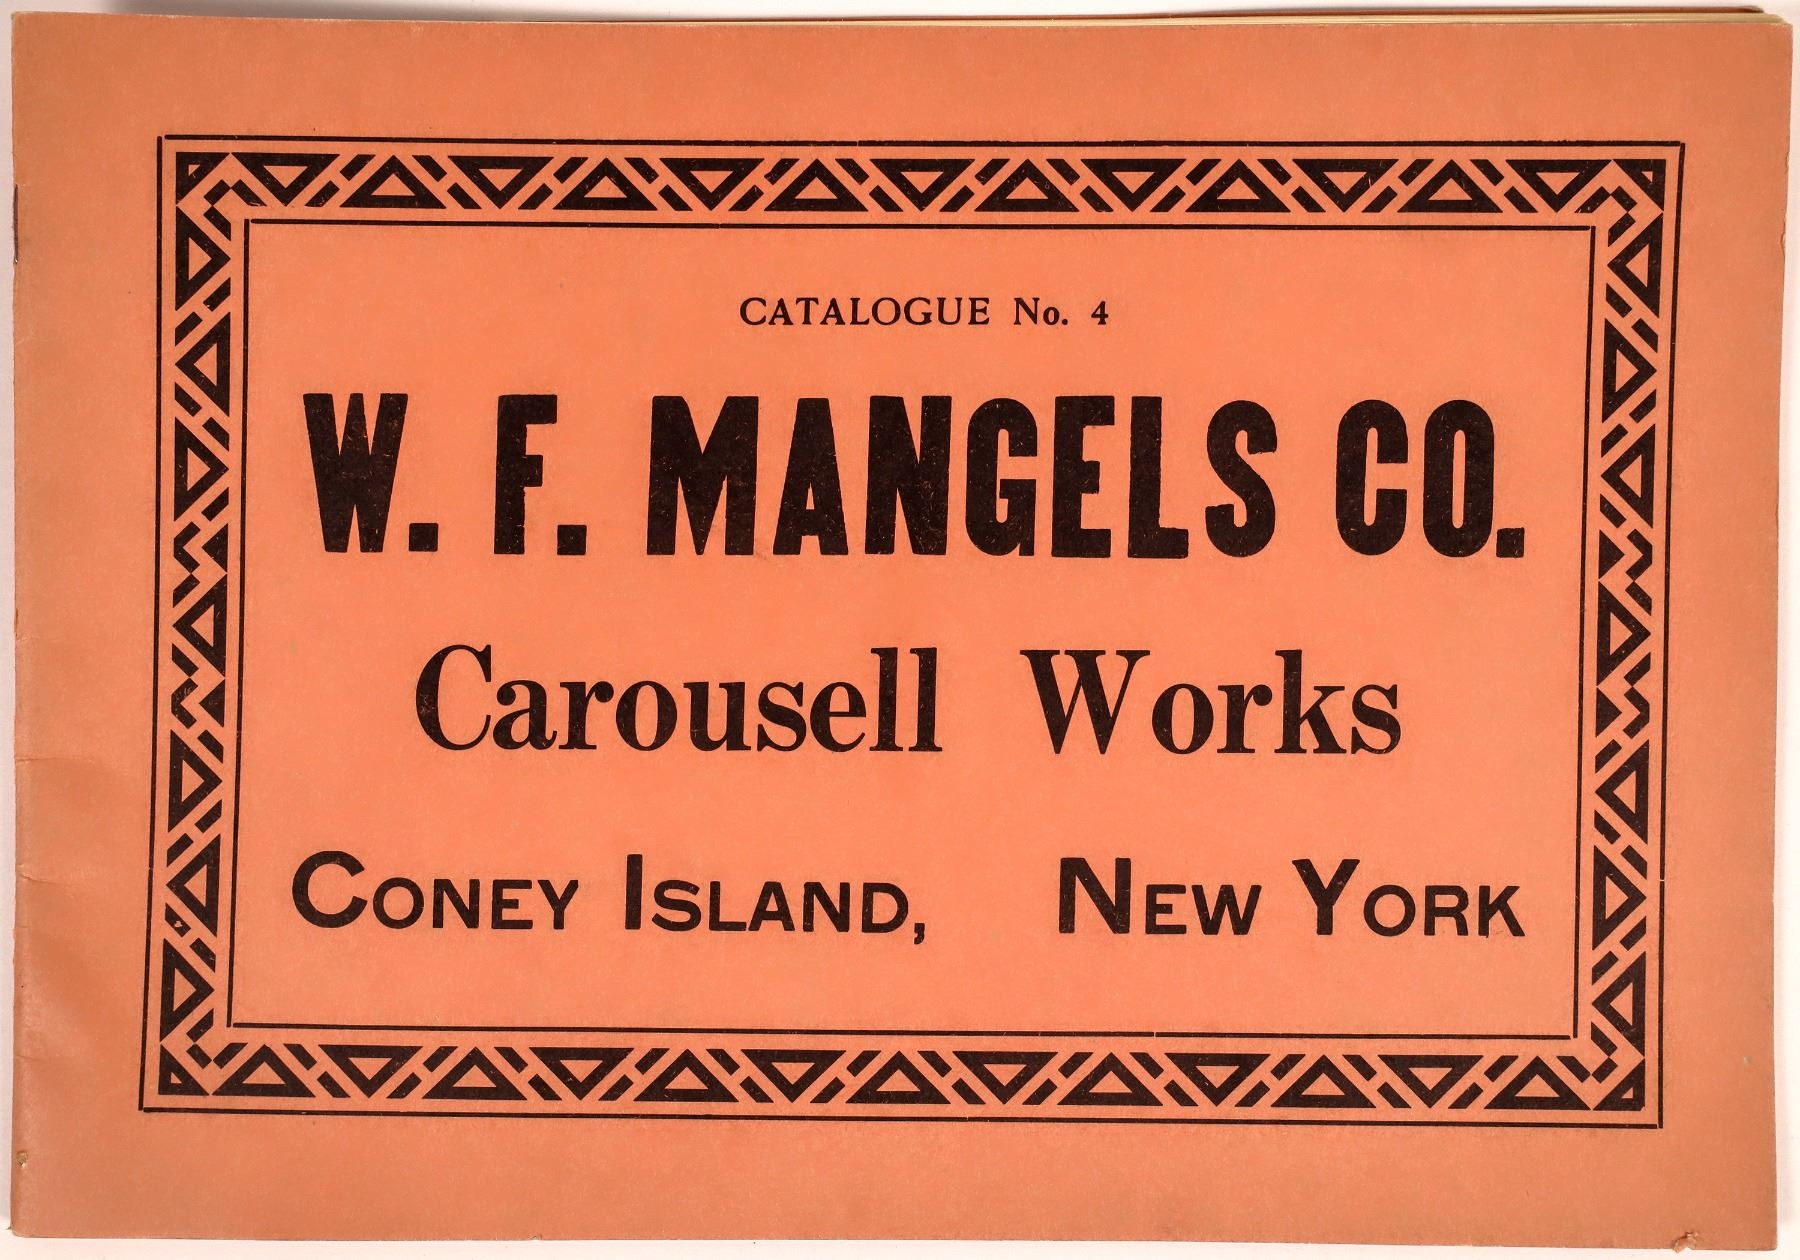 CATALOGUE No. 4
W. F. MANGELS CO.
Carousell Works
CONEY ISLAND, NEW YORK